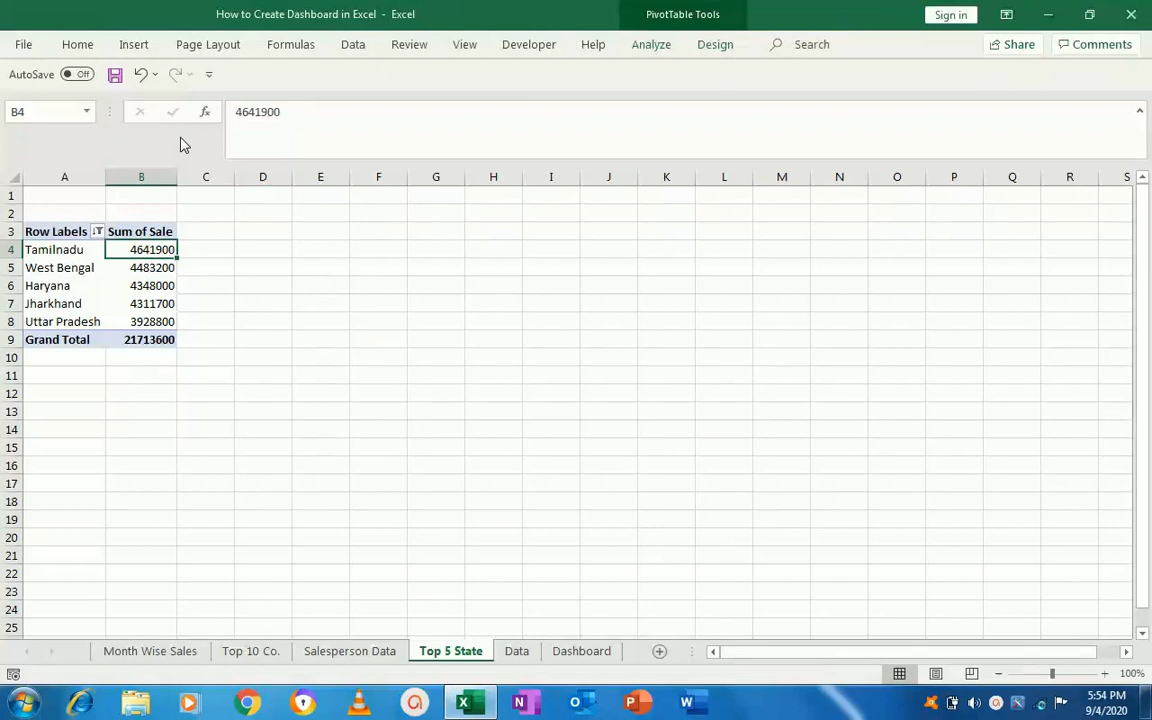 How to Create Dashboard in Excel - Excel
PivotTable Tools
Sign in
File Home Insert Page Layout Formulas Data Review View Developer Help Analyze Design Search Share Comments
AutoSave Off
B4 fx 4641900
A B C D E F G H I J K L M N O P Q R S
1
2
3 Row Labels Sum of Sale
4 Tamilnadu 4641900
5 West Bengal 4483200
6 Haryana 4348000
7 Jharkhand 4311700
8 Uttar Pradesh 3928800
9 Grand Total 21713600
10
11
12
13
14
15
16
17
18
19
20
21
22
23
24
25
Month Wise Sales Top 10 Co. Salesperson Data Top 5 State Data Dashboard
100%
5:54 PM
9/4/2020